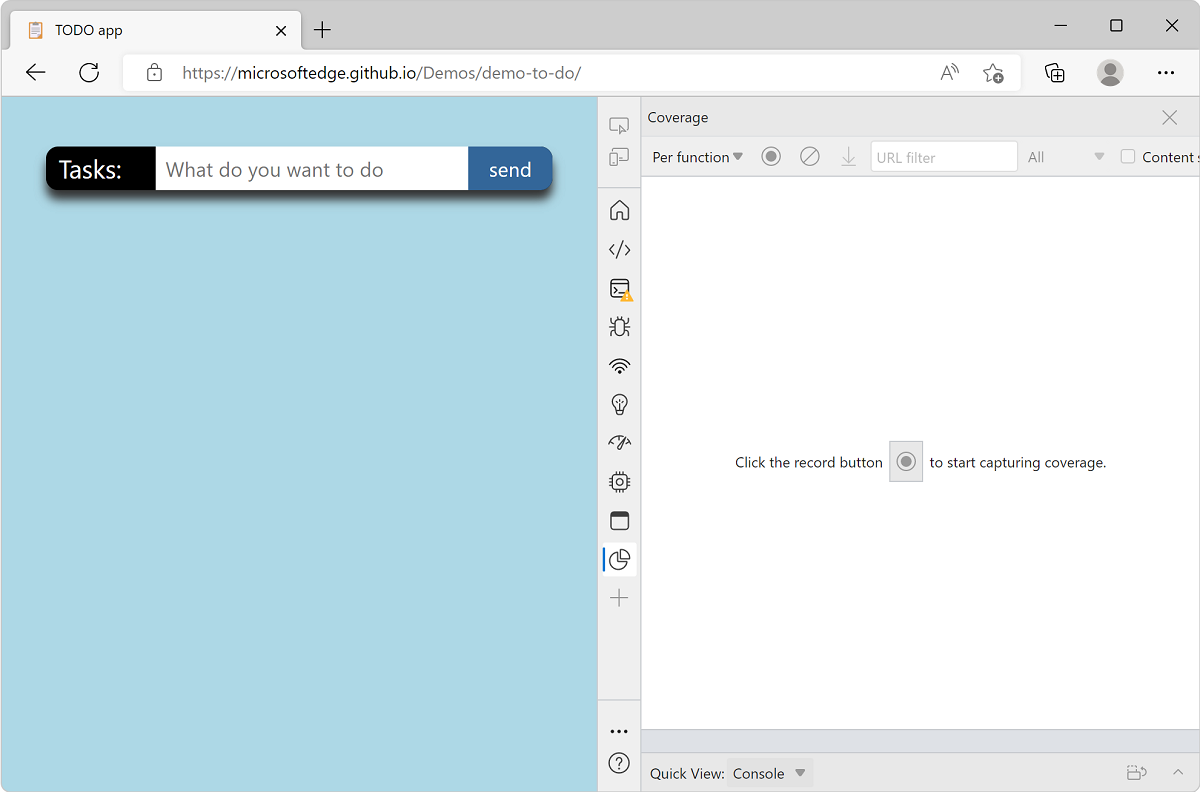 TODO app
https://microsoftedge.github.io/Demos/demo-to-do/
Tasks: What do you want to do send
Coverage
Per function URL filter All Content s
Click the record button to start capturing coverage.
Quick View: Console